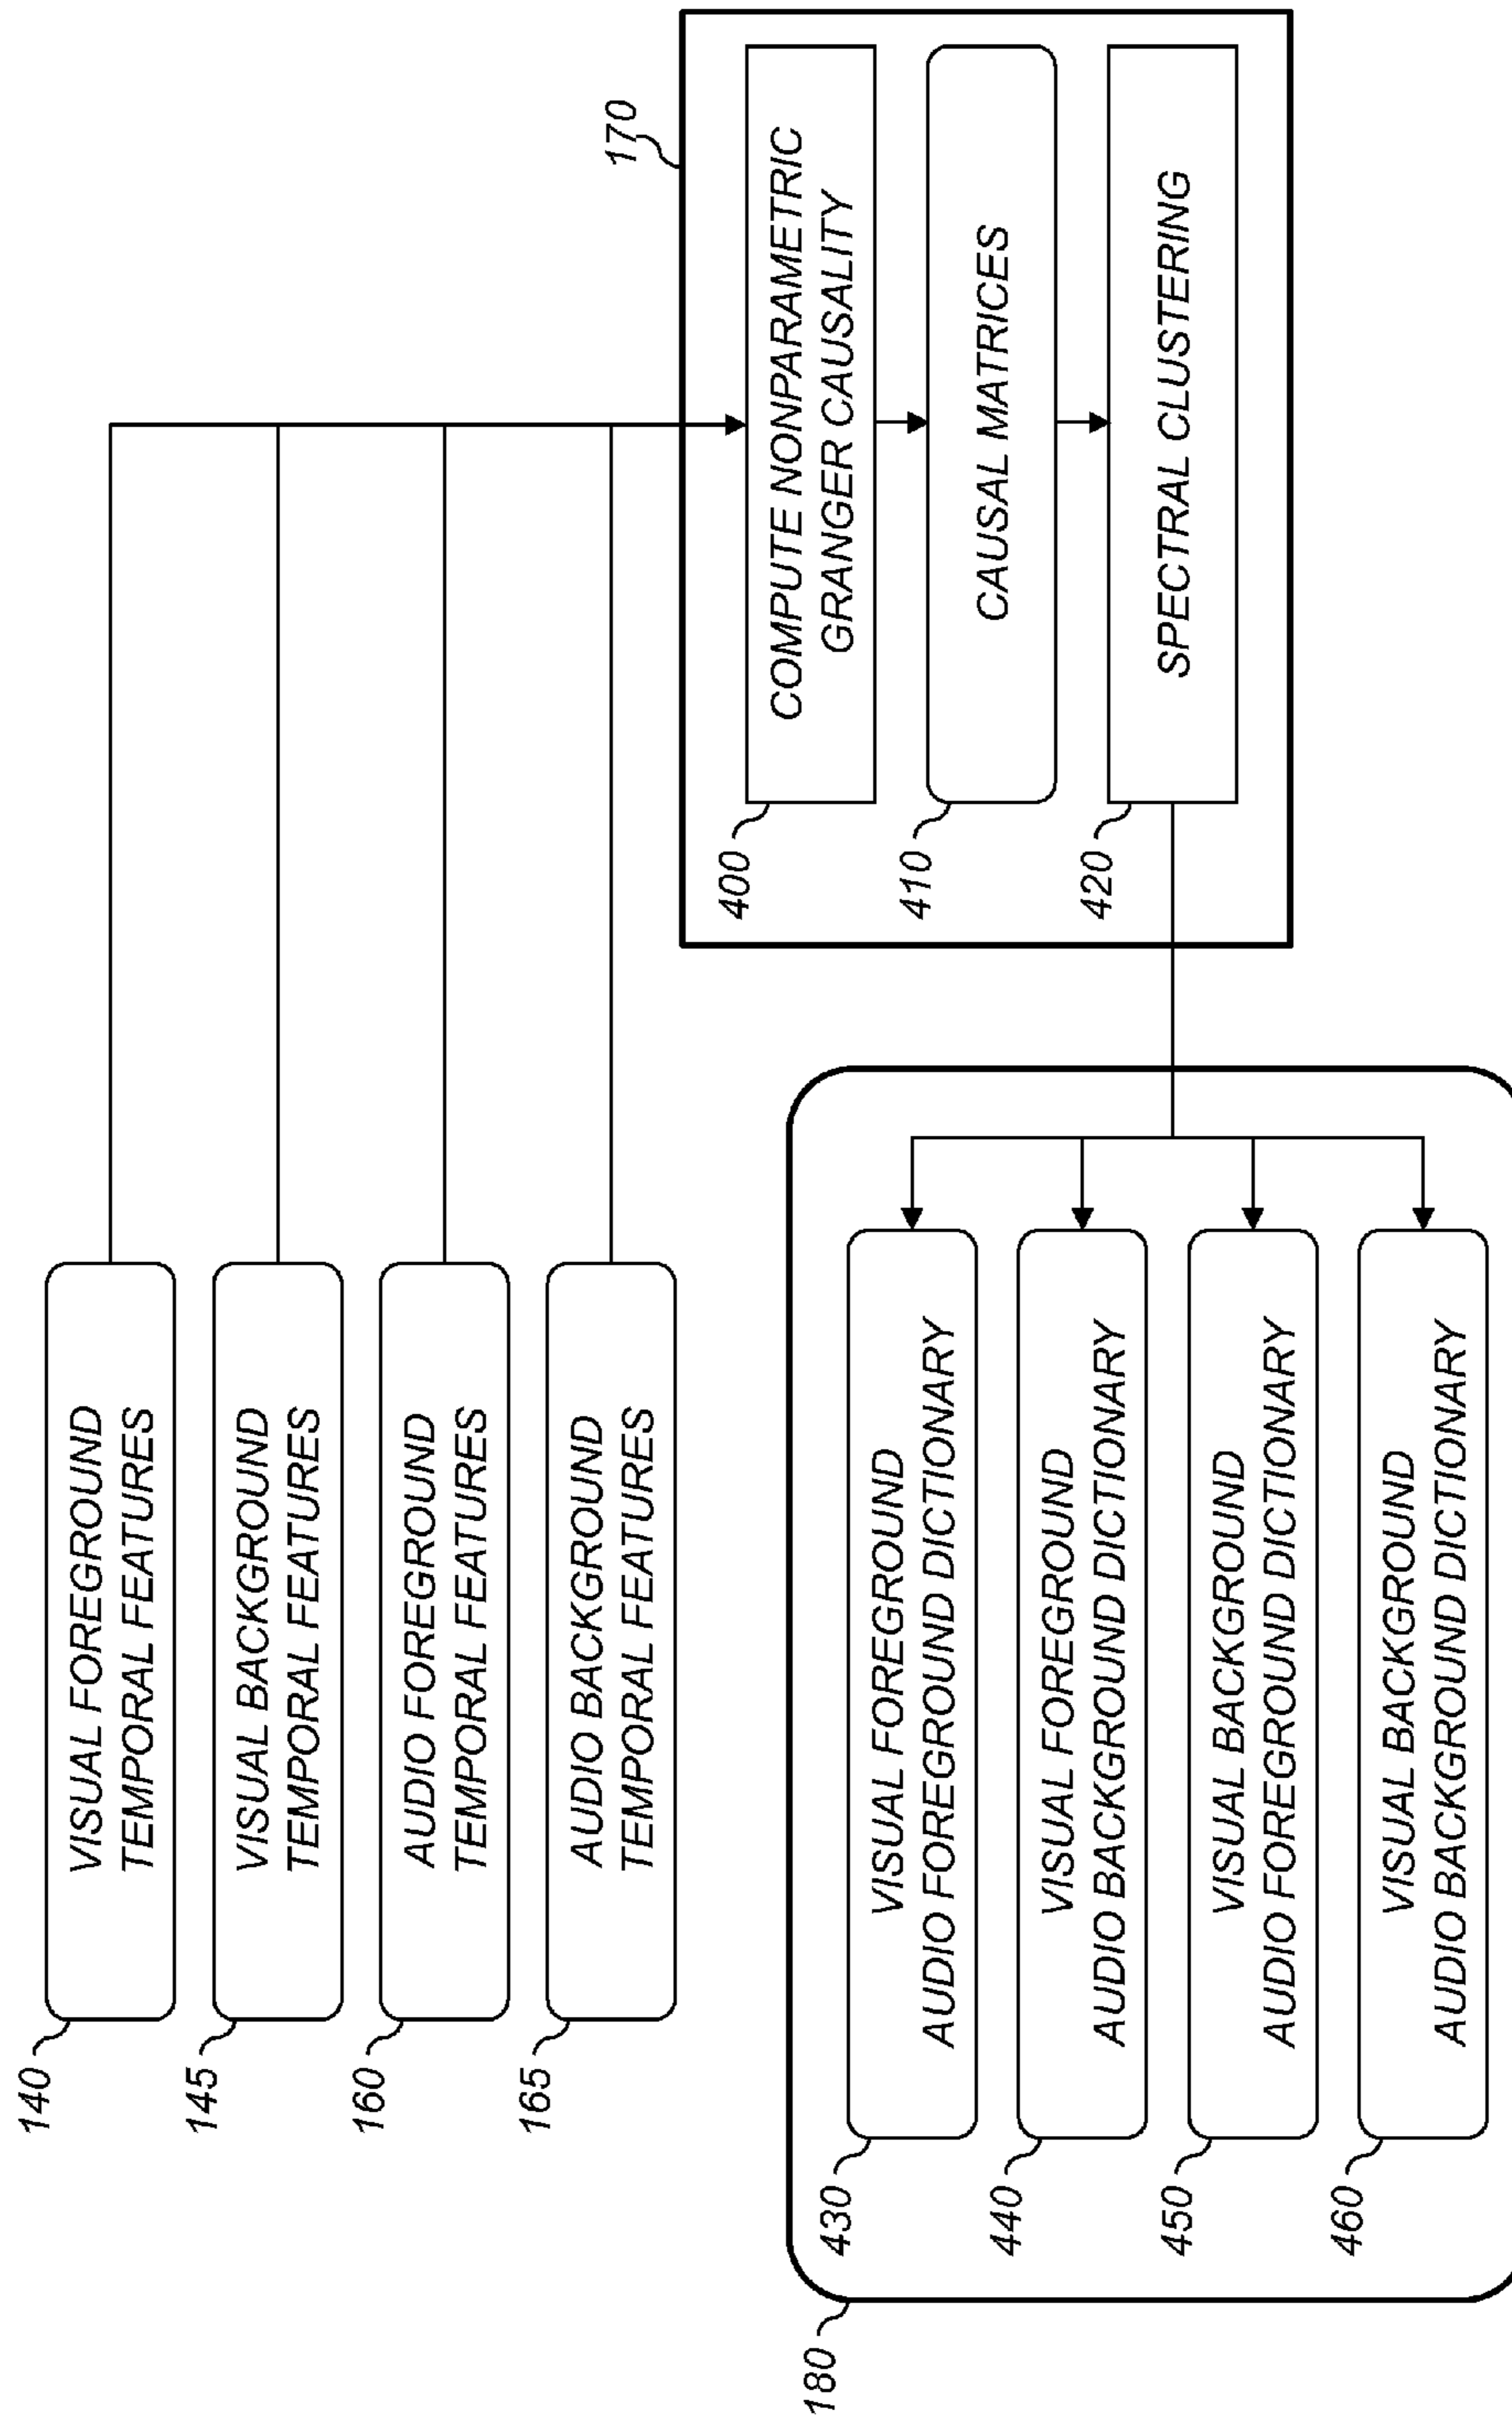 140
VISUAL FOREGROUND
TEMPORAL FEATURES
145
VISUAL BACKGROUND
TEMPORAL FEATURES
160
AUDIO FOREGROUND
TEMPORAL FEATURES
165
AUDIO BACKGROUND
TEMPORAL FEATURES
170
400
COMPUTE NONPARAMETRIC
GRANGER CAUSALITY
410
CAUSAL MATRICES
420
SPECTRAL CLUSTERING
180
430
VISUAL FOREGROUND
AUDIO FOREGROUND DICTIONARY
440
VISUAL FOREGROUND
AUDIO BACKGROUND DICTIONARY
450
VISUAL BACKGROUND
AUDIO FOREGROUND DICTIONARY
460
VISUAL BACKGROUND
AUDIO BACKGROUND DICTIONARY